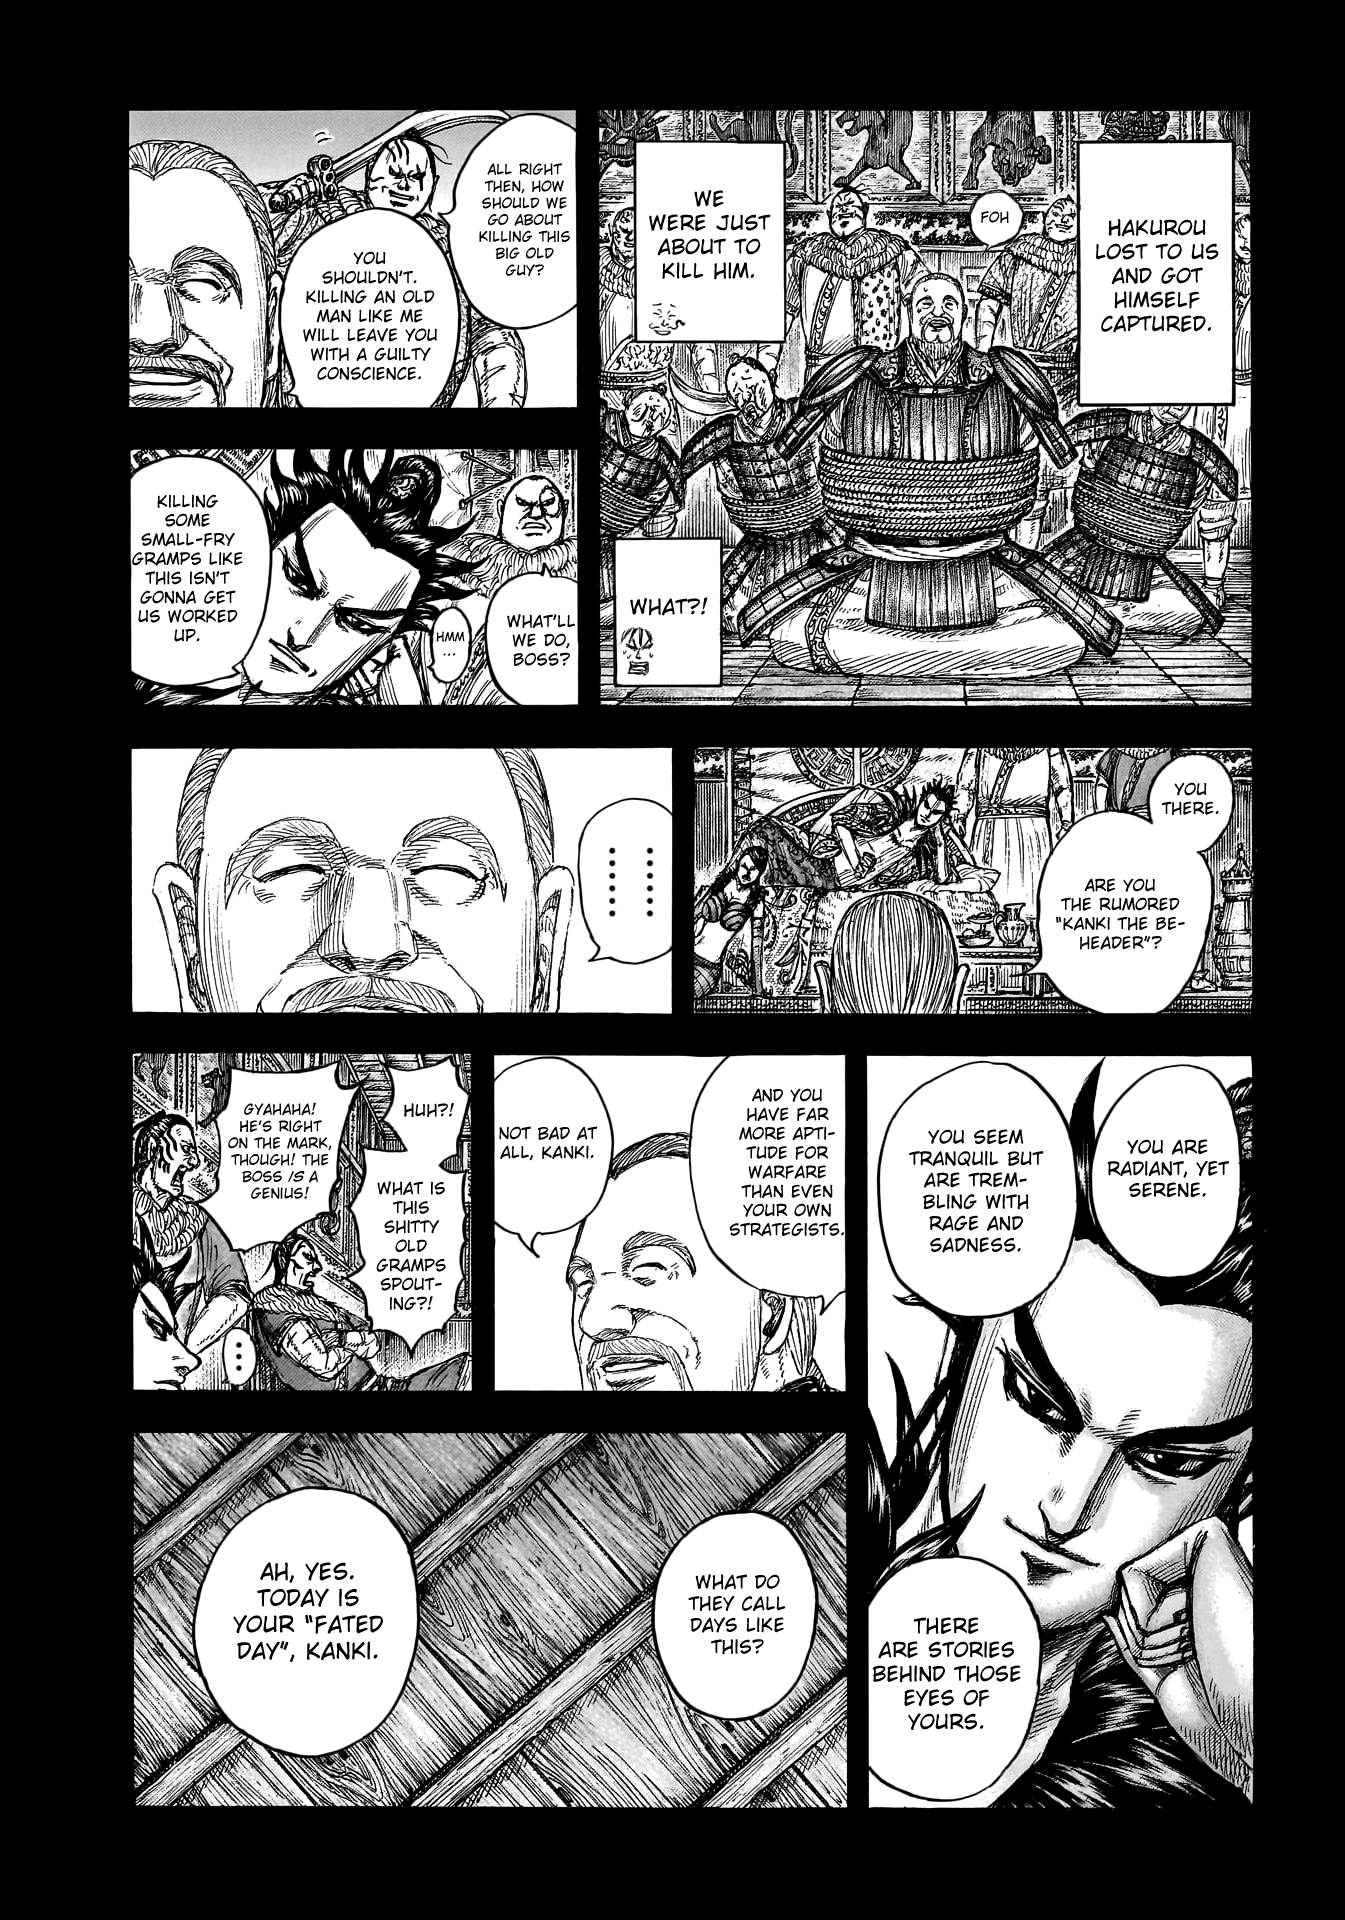 HAKUROU
LOST TO US
AND GOT
HIMSELF
CAPTURED.
FOH
WE
WERE JUST
ABOUT TO
KILL HIM.
WHAT?!
ALL RIGHT
THEN, HOW
SHOULD WE
GO ABOUT
KILLING THIS
BIG OLD
GUY?
YOU
SHOULDN'T.
KILLING AN OLD
MAN LIKE ME
WILL LEAVE YOU
WITH A GUILTY
CONSCIENCE.
WHAT'LL
WE DO,
BOSS?
HMM
...
KILLING
SOME
SMALL-FRY
GRAMPS LIKE
THIS ISN'T
GONNA GET
US WORKED
UP.
YOU
THERE.
ARE YOU
THE RUMORED
"KANKI THE BE-
HEADER"?
......
......
YOU ARE
RADIANT, YET
SERENE.
YOU SEEM
TRANQUIL BUT
ARE TREM-
BLING WITH
RAGE AND
SADNESS.
THERE
ARE STORIES
BEHIND THOSE
EYES OF
YOURS.
AND YOU
HAVE FAR
MORE APTI-
TUDE FOR
WARFARE
THAN EVEN
YOUR OWN
STRATEGISTS.
NOT BAD AT
ALL, KANKI.
HUH?!
WHAT IS
THIS
SHITTY
OLD
GRAMPS
SPOUT-
ING?!
GYAHAHA!
HE'S RIGHT
ON THE MARK,
THOUGH! THE
BOSS IS A
GENIUS!
...
WHAT DO
THEY CALL
DAYS LIKE
THIS?
AH, YES.
TODAY IS
YOUR "FATED
DAY", KANKI.